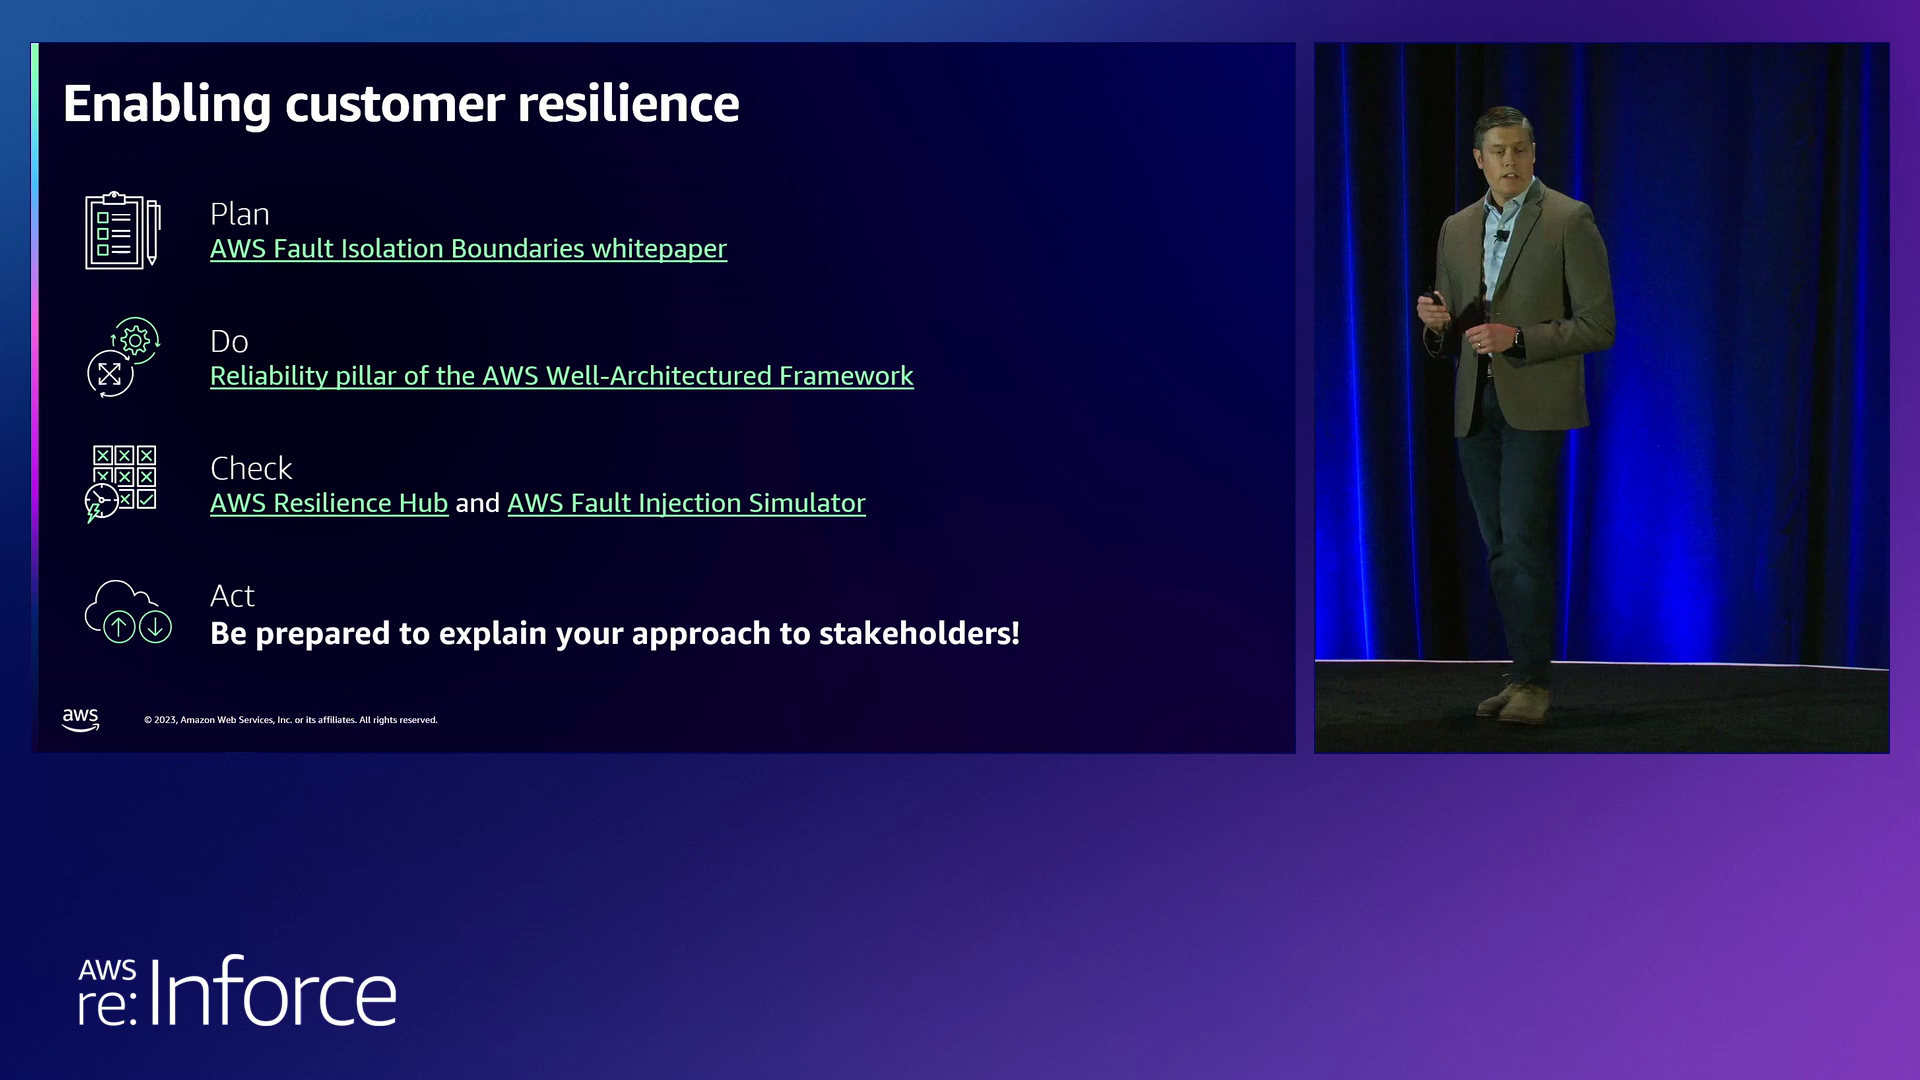 Enabling customer resilience
Plan
AWS Fault Isolation Boundaries whitepaper
Do
Reliability pillar of the AWS Well-Architectured Framework
Check
AWS Resilience Hub and AWS Fault Injection Simulator
Act
Be prepared to explain your approach to stakeholders!
aws
© 2023, Amazon Web Services, Inc. or its affiliates. All rights reserved.
AWS
re:Inforce